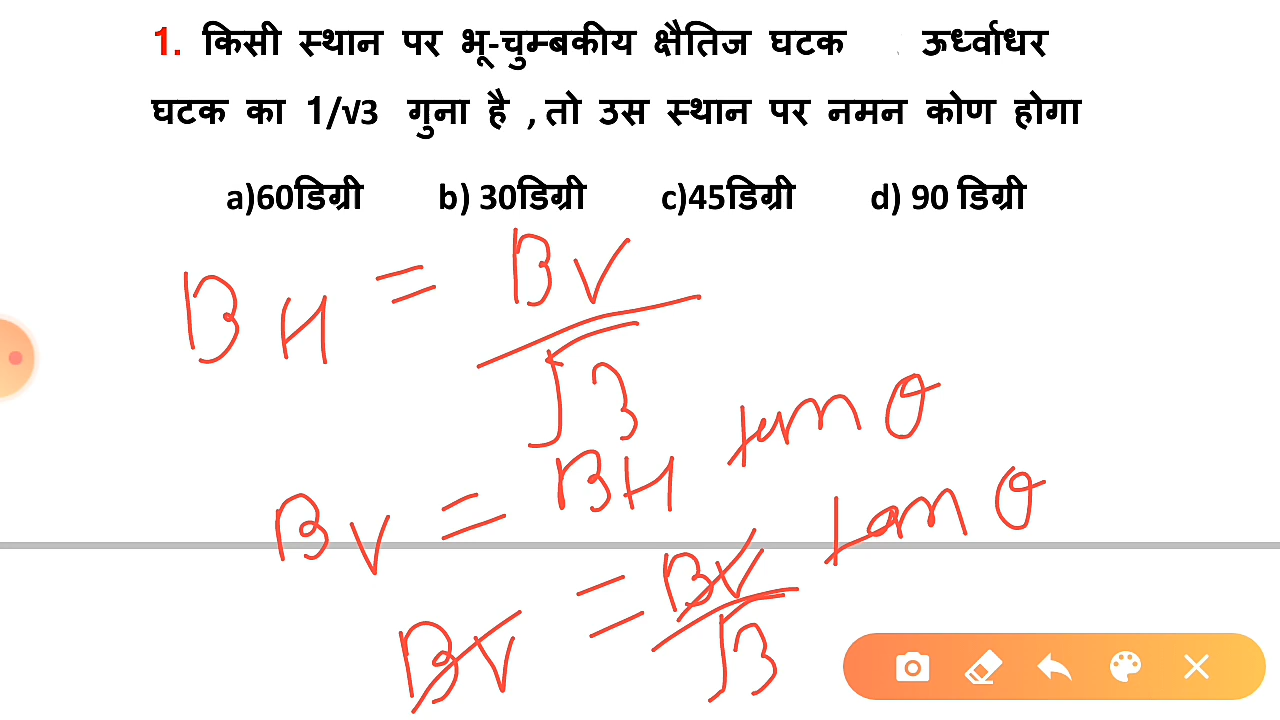 1. किसी स्थान पर भू-चुम्बकीय क्षैतिज घटक ऊर्ध्वाधर
घटक का 1/√3 गुना है , तो उस स्थान पर नमन कोण होगा
a)60डिग्री b) 30डिग्री c)45डिग्री d) 90 डिग्री
BH = BV
√3
BV = BH tan θ
BV = BV tan θ
√3